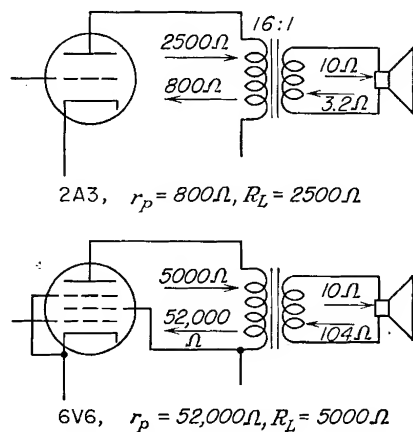 16:1
2500Ω
10Ω
800Ω
3.2Ω
2A3, rp = 800Ω, RL = 2500Ω
5000Ω
10Ω
52,000
Ω
104Ω
6V6, rp = 52,000Ω, RL = 5000Ω